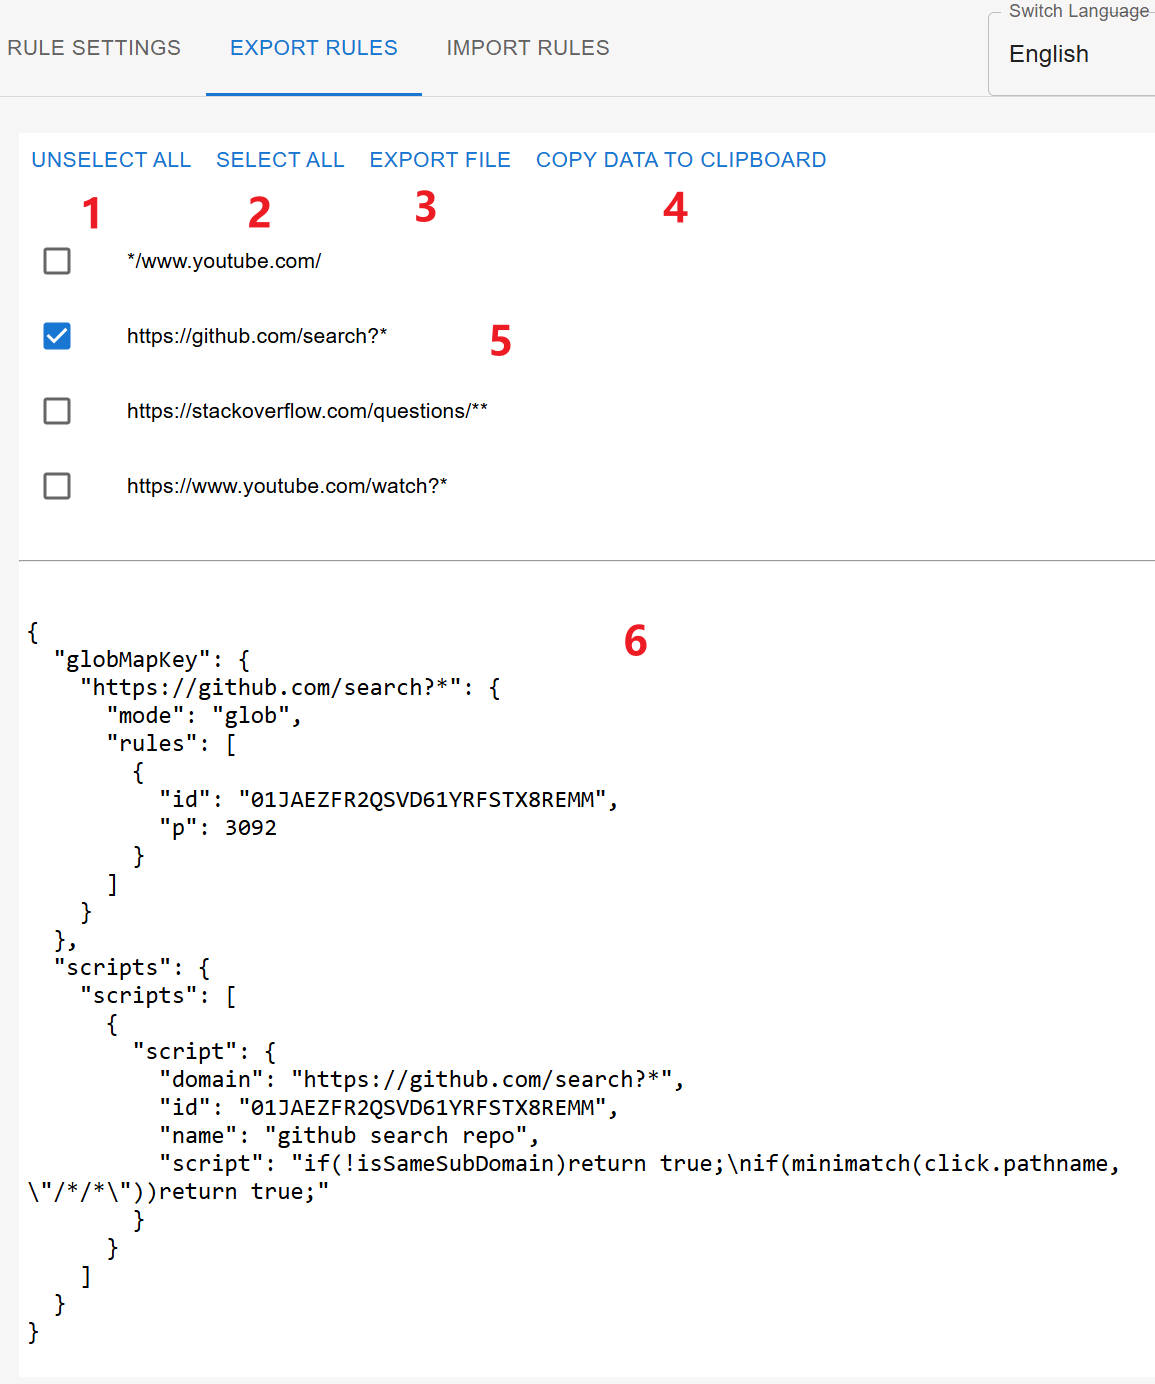 Switch Language
RULE SETTINGS EXPORT RULES IMPORT RULES English
UNSELECT ALL SELECT ALL EXPORT FILE COPY DATA TO CLIPBOARD
1 2 3 4
*/www.youtube.com/
https://github.com/search?* 5
https://stackoverflow.com/questions/**
https://www.youtube.com/watch?*
6
{
  "globMapKey": {
    "https://github.com/search?*": {
      "mode": "glob",
      "rules": [
        {
          "id": "01JAEZFR2QSVD61YRFSTX8REMM",
          "p": 3092
        }
      ]
    }
  },
  "scripts": {
    "scripts": [
      {
        "script": {
          "domain": "https://github.com/search?*",
          "id": "01JAEZFR2QSVD61YRFSTX8REMM",
          "name": "github search repo",
          "script": "if(!isSameSubDomain)return true;\nif(minimatch(click.pathname,
\"/*/*\"))return true;"
        }
      }
    ]
  }
}